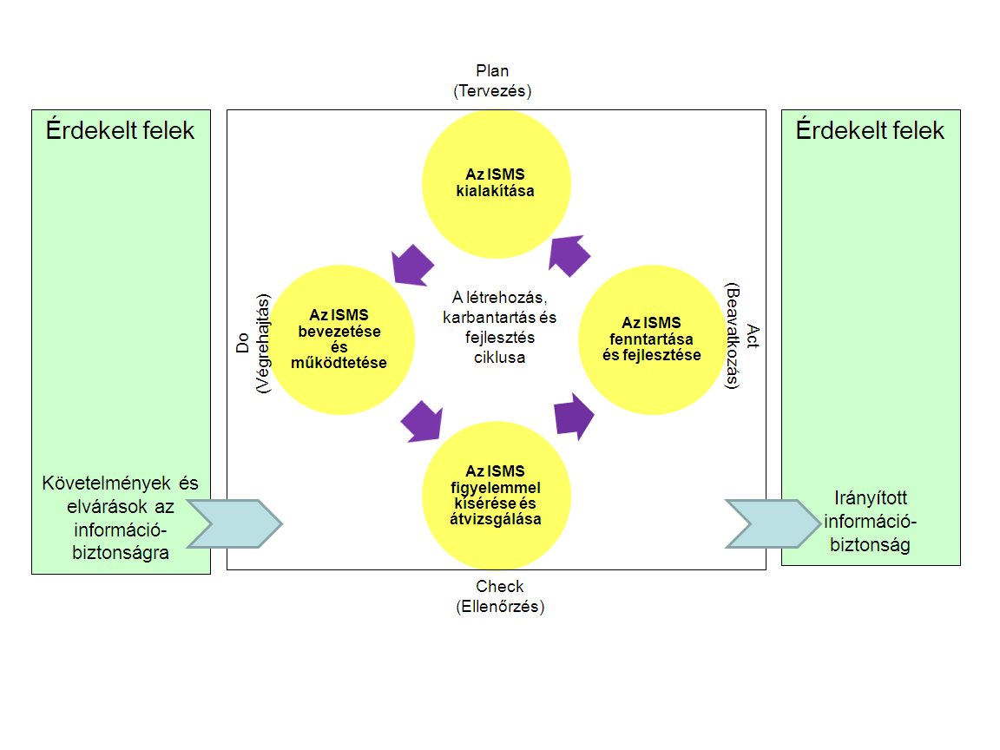 Plan
(Tervezés)
Érdekelt felek
Követelmények és
elvárások az
információ-
biztonságra
Az ISMS
kialakítása
Do
(Végrehajtás)
Az ISMS
bevezetése
és
működtetése
A létrehozás,
karbantartás és
fejlesztés
ciklusa
Az ISMS
fenntartása
és fejlesztése
Act
(Beavatkozás)
Az ISMS
figyelemmel
kísérése és
átvizsgálása
Check
(Ellenőrzés)
Érdekelt felek
Irányított
információ-
biztonság